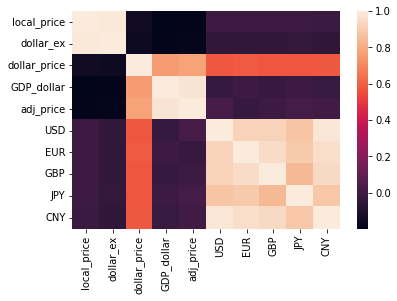 local_price
dollar_ex
dollar_price
GDP_dollar
adj_price
USD
EUR
GBP
JPY
CNY
local_price
dollar_ex
dollar_price
GDP_dollar
adj_price
USD
EUR
GBP
JPY
CNY
1.0
0.8
0.6
0.4
0.2
0.0